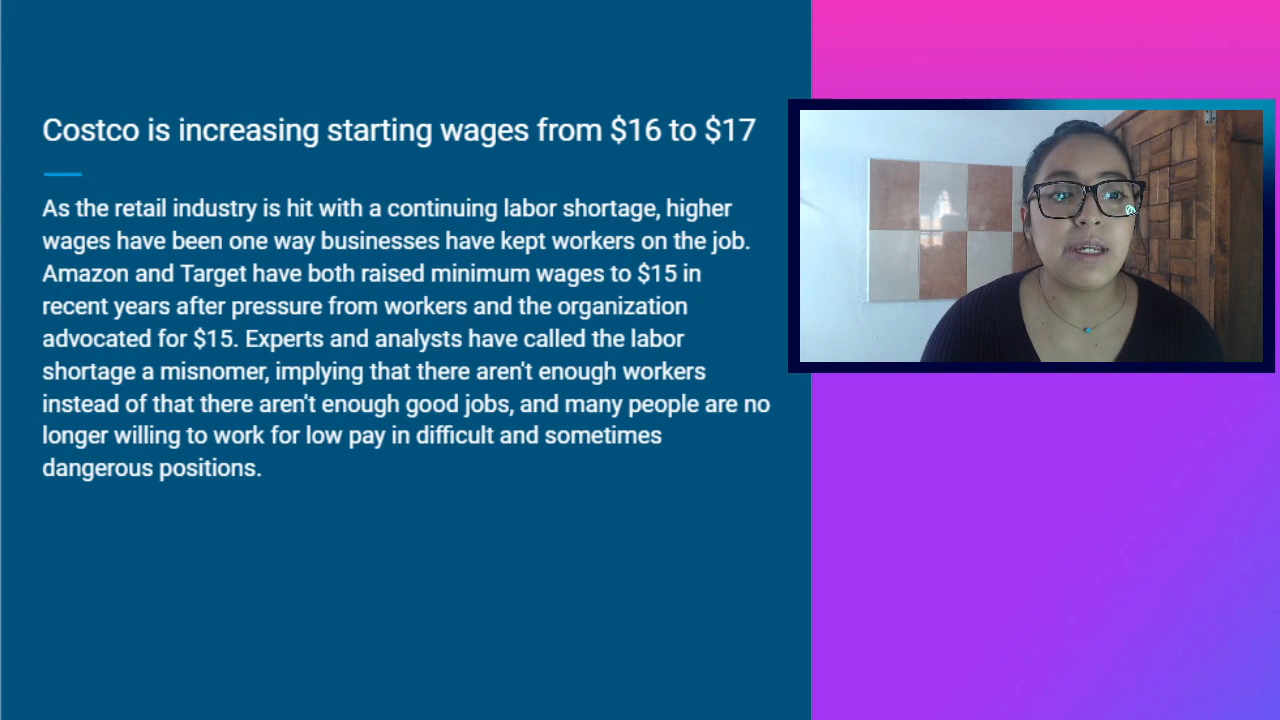 Costco is increasing starting wages from $16 to $17
As the retail industry is hit with a continuing labor shortage, higher
wages have been one way businesses have kept workers on the job.
Amazon and Target have both raised minimum wages to $15 in
recent years after pressure from workers and the organization
advocated for $15. Experts and analysts have called the labor
shortage a misnomer, implying that there aren't enough workers
instead of that there aren't enough good jobs, and many people are no
longer willing to work for low pay in difficult and sometimes
dangerous positions.